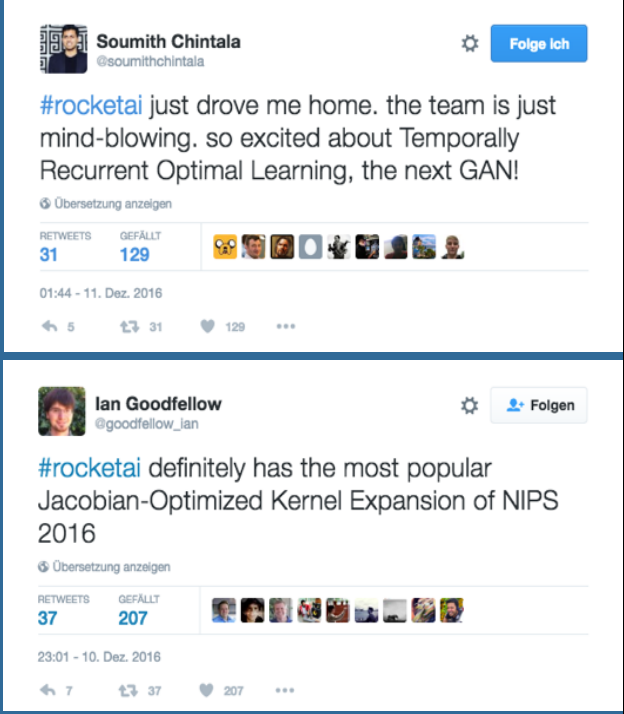 Soumith Chintala
@soumithchintala
Folge Ich
#rocketai just drove me home. the team is just
mind-blowing. so excited about Temporally
Recurrent Optimal Learning, the next GAN!
Übersetzung anzeigen
RETWEETS GEFÄLLT
31 129
01:44 - 11. Dez. 2016
5 31 129
Ian Goodfellow
@goodfellow_ian
Folgen
#rocketai definitely has the most popular
Jacobian-Optimized Kernel Expansion of NIPS
2016
Übersetzung anzeigen
RETWEETS GEFÄLLT
37 207
23:01 - 10. Dez. 2016
7 37 207